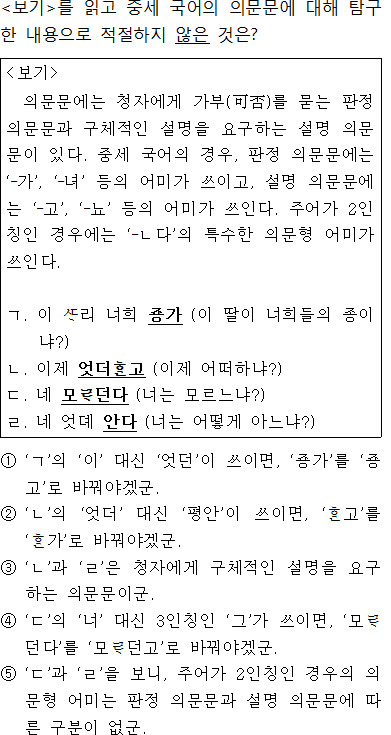 <보기>를 읽고 중세 국어의 의문문에 대해 탐구
한 내용으로 적절하지 않은 것은?
<보기>
의문문에는 청자에게 가부(可否)를 묻는 판정
의문문과 구체적인 설명을 요구하는 설명 의문
문이 있다. 중세 국어의 경우, 판정 의문문에는
‘-가’, ‘-녀’ 등의 어미가 쓰이고, 설명 의문문에
는 ‘-고’, ‘-뇨’ 등의 어미가 쓰인다. 주어가 2인
칭인 경우에는 ‘-ㄴ다’의 특수한 의문형 어미가
쓰인다.
ㄱ. 이 ᄯᆞ리 너희 죵가 (이 딸이 너희들의 종이
냐?)
ㄴ. 이제 엇더ᄒᆞᆫ고 (이제 어떠하냐?)
ㄷ. 네 모ᄅᆞ던다 (너는 모르느냐?)
ㄹ. 네 엇뎨 안다 (너는 어떻게 아느냐?)
① ‘ㄱ’의 ‘이’ 대신 ‘엇던’이 쓰이면, ‘죵가’를 ‘죵
고’로 바꿔야겠군.
② ‘ㄴ’의 ‘엇더’ 대신 ‘평안’이 쓰이면, ‘ᄒᆞᆫ고’를
‘ᄒᆞᆫ가’로 바꿔야겠군.
③ ‘ㄴ’과 ‘ㄹ’은 청자에게 구체적인 설명을 요구
하는 의문문이군.
④ ‘ㄷ’의 ‘너’ 대신 3인칭인 ‘그’가 쓰이면, ‘모ᄅᆞ
던다’를 ‘모ᄅᆞ던고’로 바꿔야겠군.
⑤ ‘ㄷ’과 ‘ㄹ’을 보니, 주어가 2인칭인 경우의 의
문형 어미는 판정 의문문과 설명 의문문에 따
른 구분이 없군.